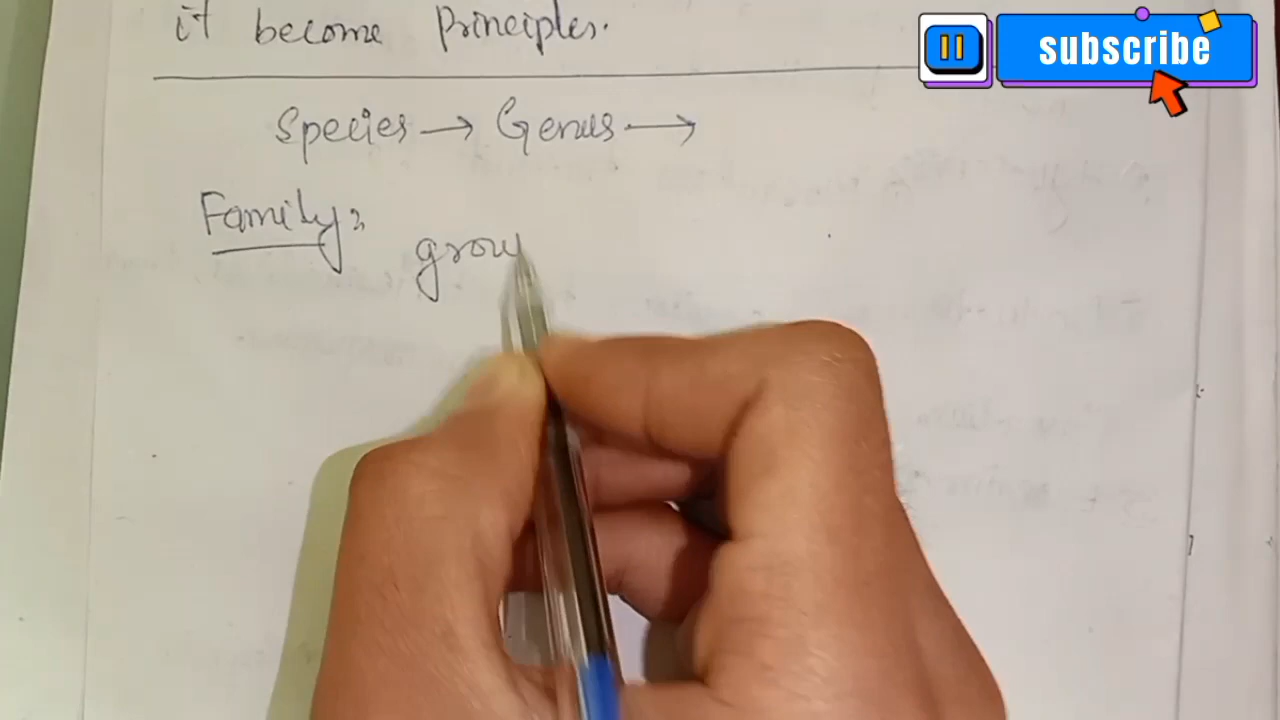 it become Principles.
subscribe
Species → Genus →
Family:
grou